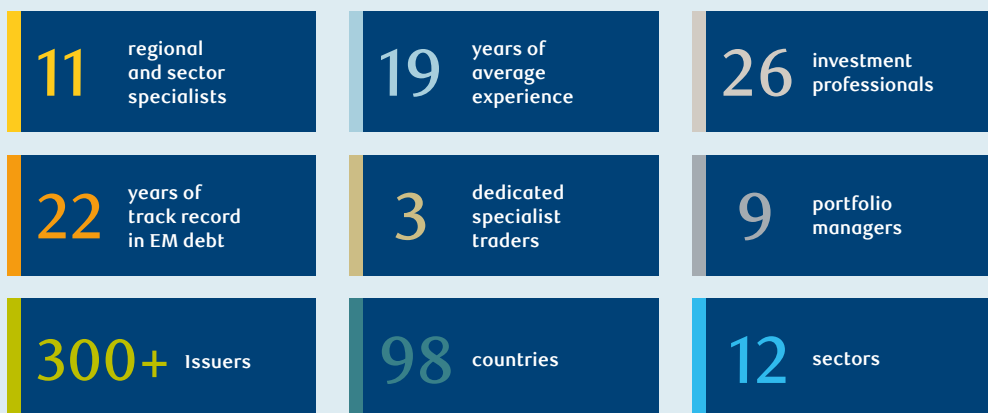 11
regional
and sector
specialists
19
years of
average
experience
26
investment
professionals
22
years of
track record
in EM debt
3
dedicated
specialist
traders
9
portfolio
managers
300+ Issuers
98 countries
12 sectors